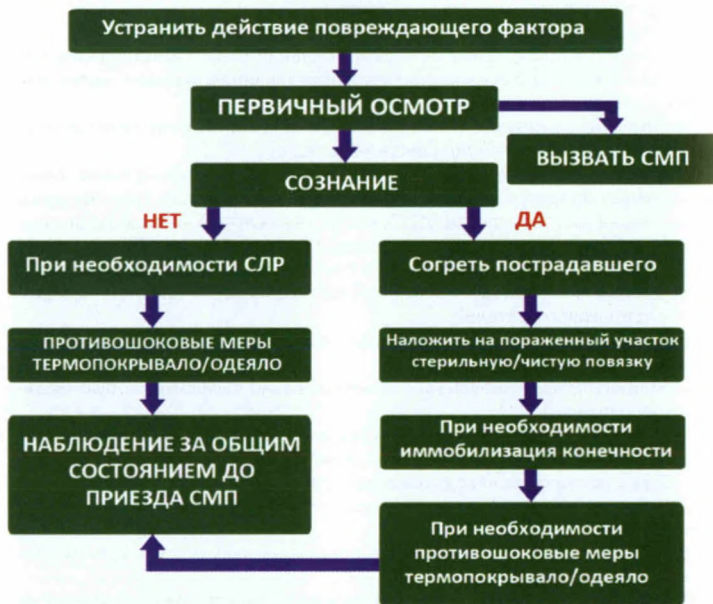 Устранить действие повреждающего фактора
ПЕРВИЧНЫЙ ОСМОТР
ВЫЗВАТЬ СМП
СОЗНАНИЕ
НЕТ
ДА
При необходимости СЛР
Согреть пострадавшего
ПРОТИВОШОКОВЫЕ МЕРЫ
ТЕРМОПОКРЫВАЛО/ОДЕЯЛО
Наложить на пораженный участок
стерильную/чистую повязку
НАБЛЮДЕНИЕ ЗА ОБЩИМ
СОСТОЯНИЕМ ДО
ПРИЕЗДА СМП
При необходимости
иммобилизация конечности
При необходимости
противошоковые меры
термопокрывало/одеяло